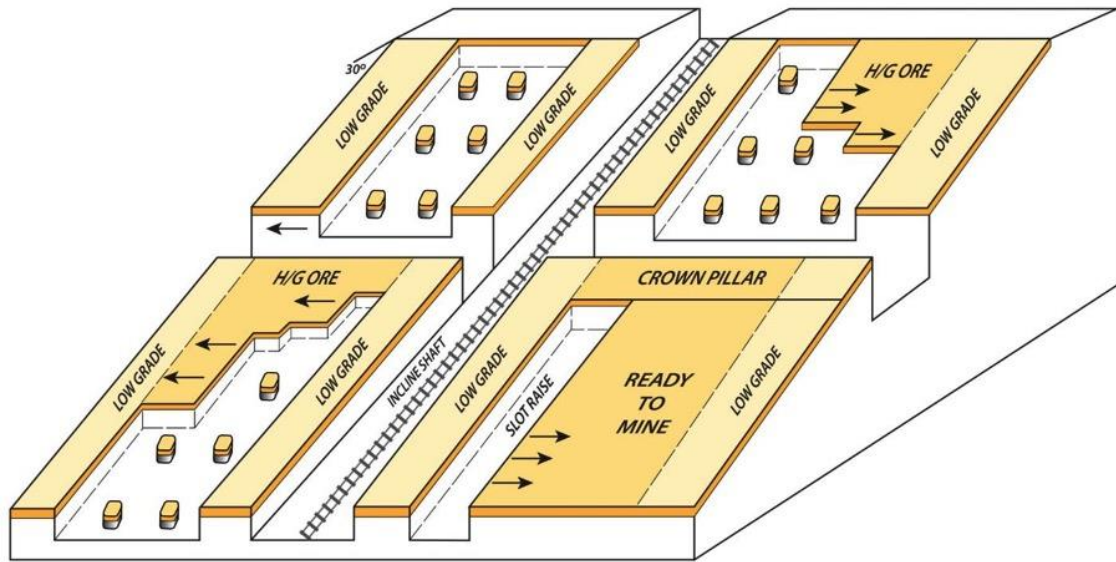 30°
LOW GRADE
LOW GRADE
LOW GRADE
H/G ORE
LOW GRADE
LOW GRADE
H/G ORE
LOW GRADE
INCLINE SHAFT
LOW GRADE
SLOT RAISE
CROWN PILLAR
READY
TO
MINE
LOW GRADE